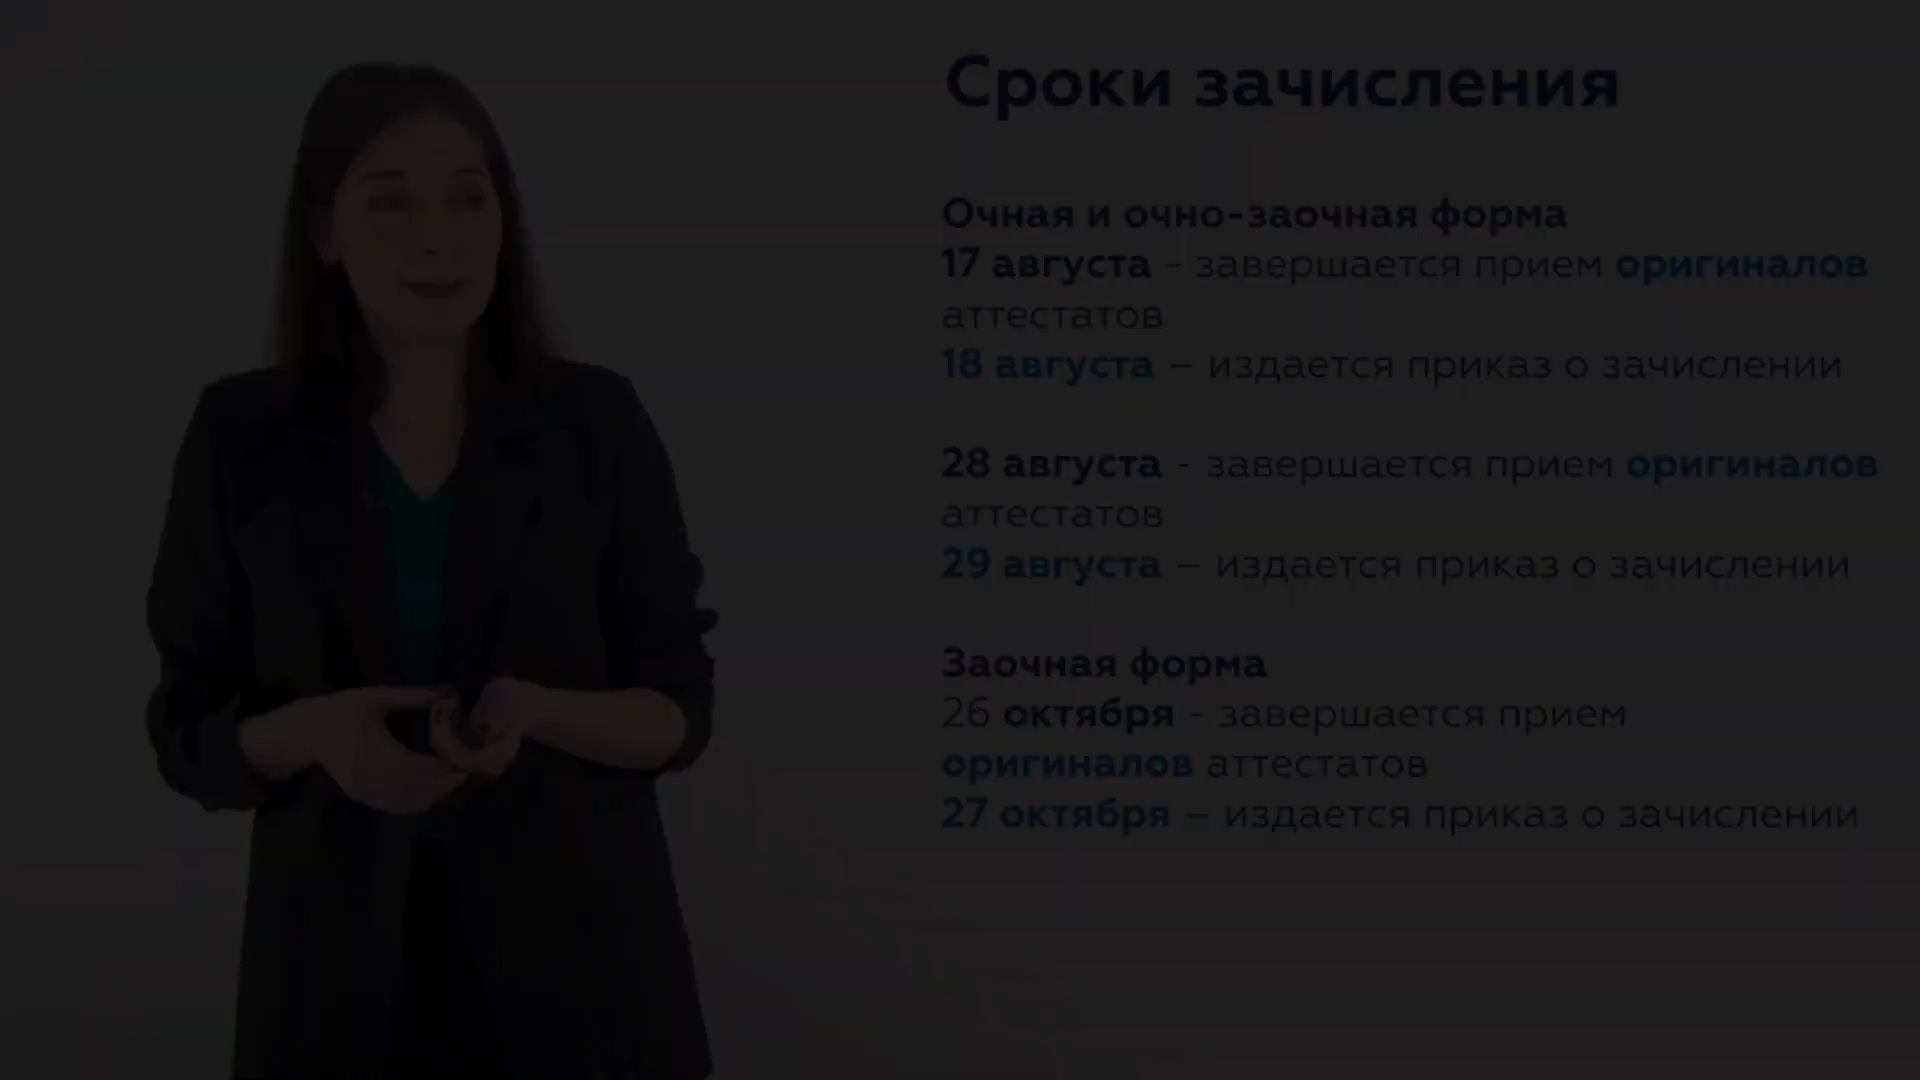 Сроки зачисления
Очная и очно-заочная форма
17 августа - завершается прием оригиналов
аттестатов
18 августа – издается приказ о зачислении
28 августа - завершается прием оригиналов
аттестатов
29 августа – издается приказ о зачислении
Заочная форма
26 октября - завершается прием
оригиналов аттестатов
27 октября – издается приказ о зачислении